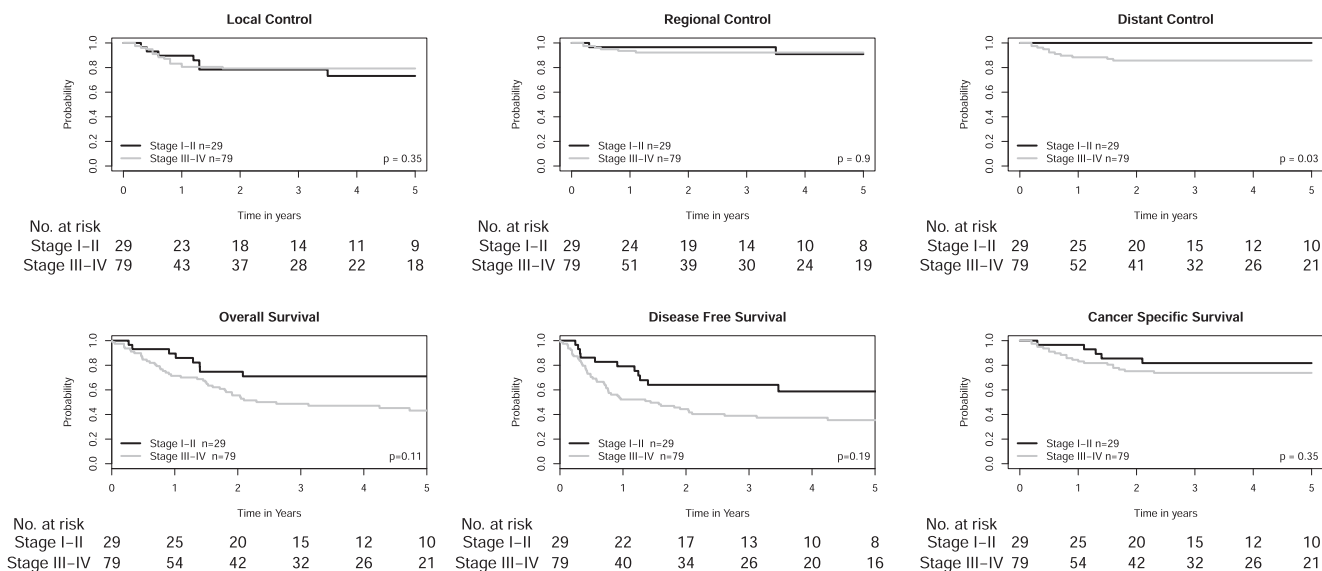 Local Control
Probability
1.0
0.8
0.6
0.4
0.2
0.0
Stage I–II n=29
Stage III–IV n=79
p = 0.35
0 1 2 3 4 5
Time in years
No. at risk
Stage I–II 29 23 18 14 11 9
Stage III–IV 79 43 37 28 22 18
Regional Control
Probability
1.0
0.8
0.6
0.4
0.2
0.0
Stage I–II n=29
Stage III–IV n=79
p = 0.9
0 1 2 3 4 5
Time in years
No. at risk
Stage I–II 29 24 19 14 10 8
Stage III–IV 79 51 39 30 24 19
Distant Control
Probability
1.0
0.8
0.6
0.4
0.2
0.0
Stage I–II n=29
Stage III–IV n=79
p = 0.03
0 1 2 3 4 5
Time in years
No. at risk
Stage I–II 29 25 20 15 12 10
Stage III–IV 79 52 41 32 26 21
Overall Survival
Probability
1.0
0.8
0.6
0.4
0.2
0.0
Stage I–II n=29
Stage III–IV n=79
p=0.11
0 1 2 3 4 5
Time in Years
No. at risk
Stage I–II 29 25 20 15 12 10
Stage III–IV 79 54 42 32 26 21
Disease Free Survival
Probability
1.0
0.8
0.6
0.4
0.2
0.0
Stage I–II n=29
Stage III–IV n=79
p=0.19
0 1 2 3 4 5
Time in Years
No. at risk
Stage I–II 29 22 17 13 10 8
Stage III–IV 79 40 34 26 20 16
Cancer Specific Survival
Probability
1.0
0.8
0.6
0.4
0.2
0.0
Stage I–II n=29
Stage III–IV n=79
p = 0.35
0 1 2 3 4 5
Time in years
No. at risk
Stage I–II 29 25 20 15 12 10
Stage III–IV 79 54 42 32 26 21